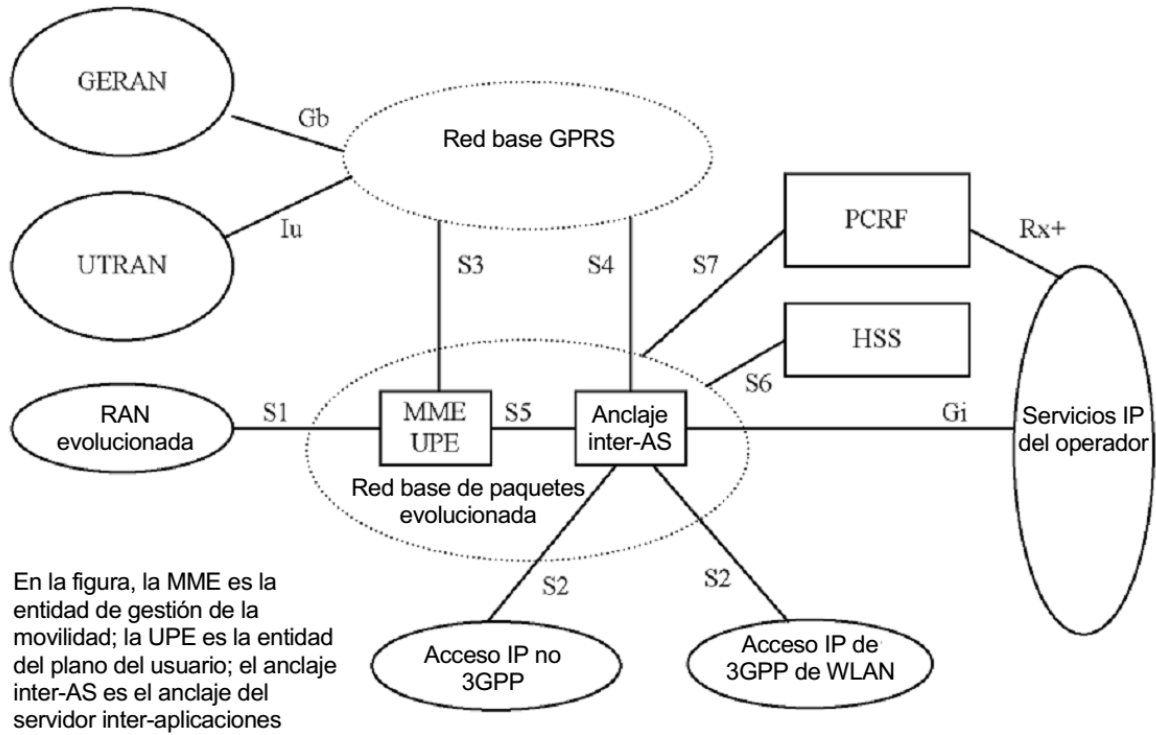 GERAN
Gb
Red base GPRS
UTRAN
Iu
S3
S4
S7
PCRF
Rx+
HSS
S6
RAN
evolucionada
S1
MME
UPE
S5
Anclaje
inter-AS
Gi
Servicios IP
del operador
Red base de paquetes
evolucionada
S2
S2
Acceso IP no
3GPP
Acceso IP de
3GPP de WLAN
En la figura, la MME es la
entidad de gestión de la
movilidad; la UPE es la entidad
del plano del usuario; el anclaje
inter-AS es el anclaje del
servidor inter-aplicaciones